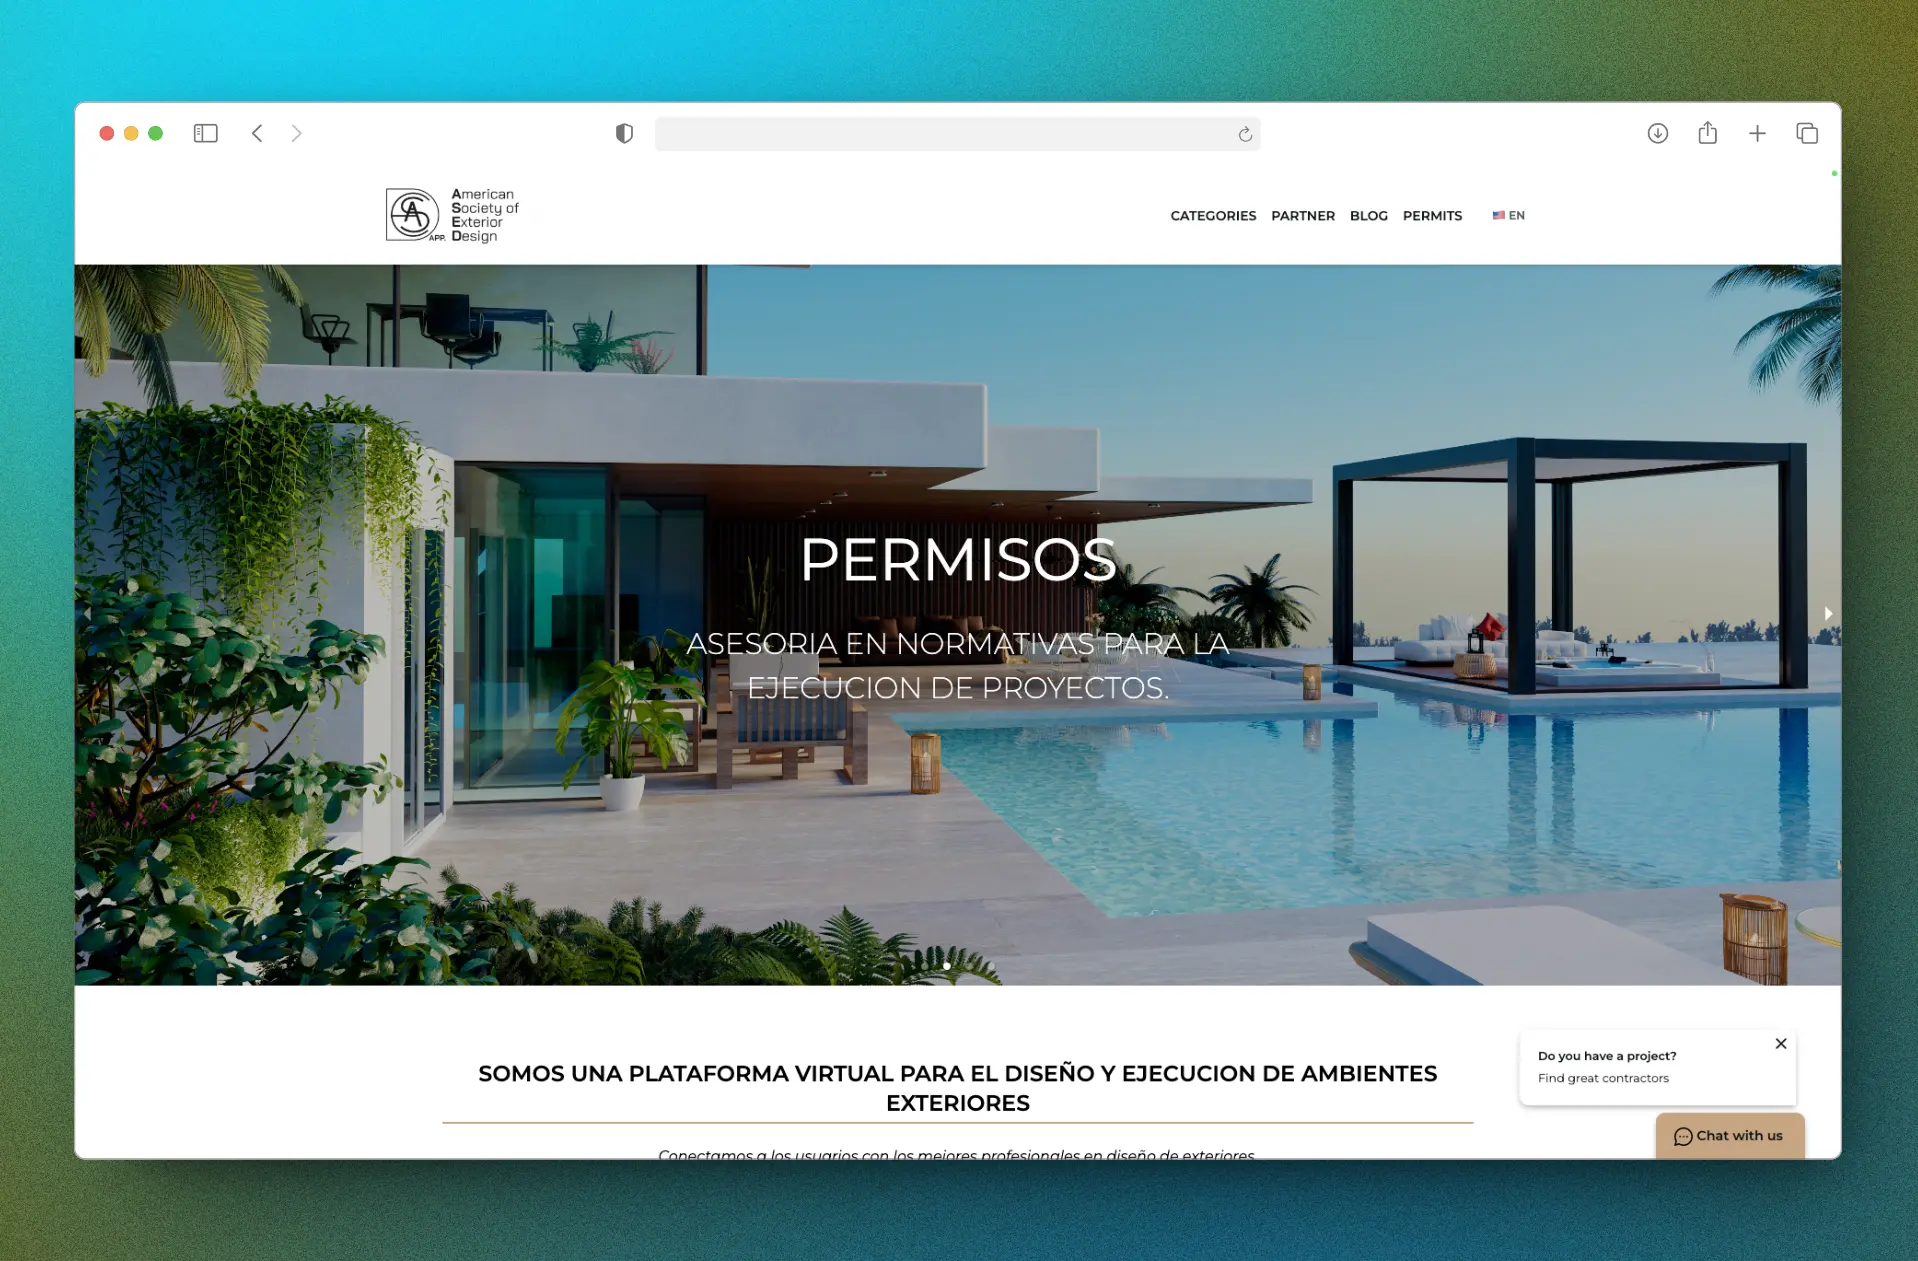 American
Society of
Exterior
Design
APP.
CATEGORIES PARTNER BLOG PERMITS EN
PERMISOS
ASESORIA EN NORMATIVAS PARA LA
EJECUCION DE PROYECTOS.
SOMOS UNA PLATAFORMA VIRTUAL PARA EL DISEÑO Y EJECUCION DE AMBIENTES
EXTERIORES
Conectamos a los usuarios con los mejores profesionales en diseño de exteriores
Do you have a project?
Find great contractors
Chat with us